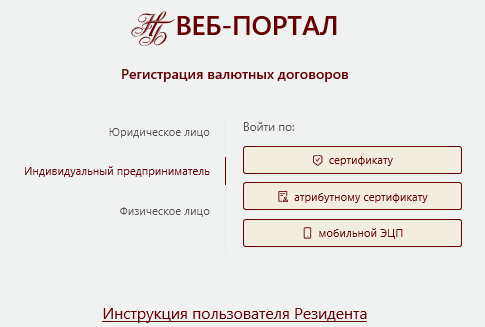 ВЕБ-ПОРТАЛ
Регистрация валютных договоров
Юридическое лицо
Индивидуальный предприниматель
Физическое лицо
Войти по:
сертификату
атрибутному сертификату
мобильной ЭЦП
Инструкция пользователя Резидента